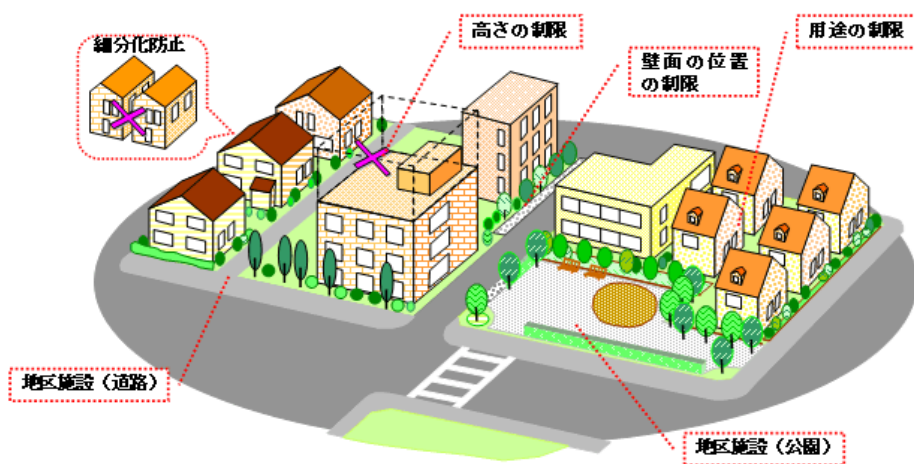 細分化防止
高さの制限
壁面の位置
の制限
用途の制限
地区施設（道路）
地区施設（公園）